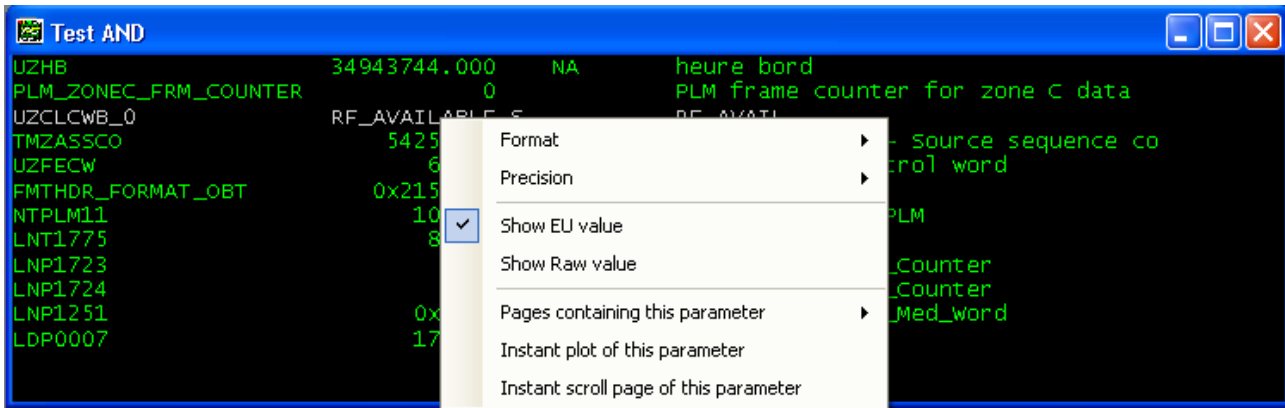 Test AND
UZHB 34943744.000 NA heure bord
PLM_ZONEC_FRM_COUNTER 0 PLM frame counter for zone C data
UZCLCWB_0
TMZASSCO 5425 - Source sequence co
UZFECW 6 word
FMTHDR_FORMAT_OBT 0x215
NTPLM11 10 PLM
LNT1775 8
LNP1723 _Counter
LNP1724 _Counter
LNP1251 0x _Med_Word
LDP0007 17
Format
Precision
Show EU value
Show Raw value
Pages containing this parameter
Instant plot of this parameter
Instant scroll page of this parameter